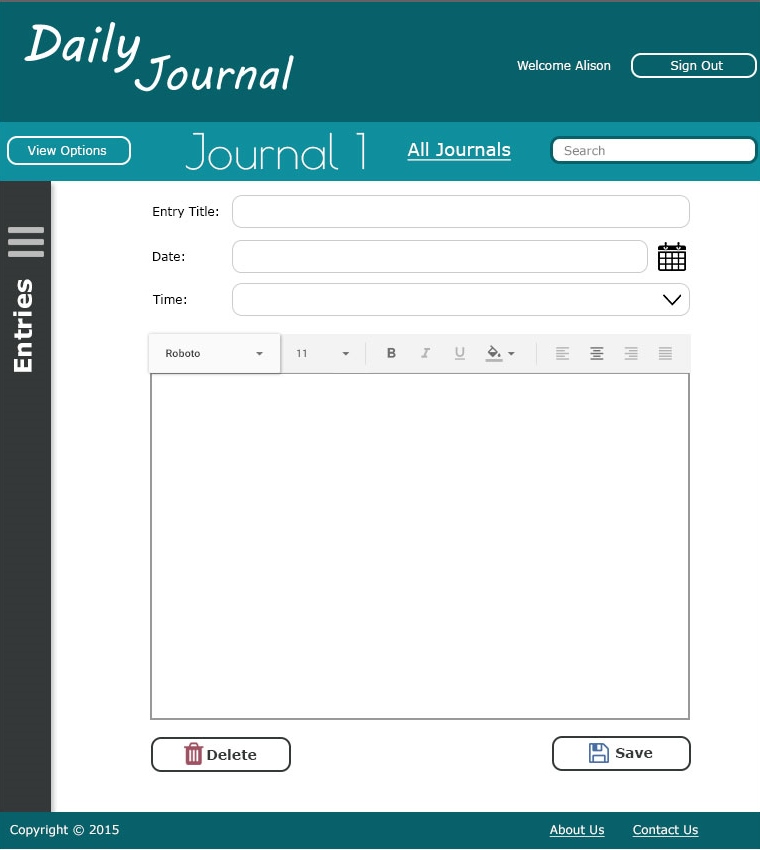 Daily Journal
Welcome Alison
Sign Out
View Options
Journal 1
All Journals
Search
Entries
Entry Title:
Date:
Time:
Roboto
11
B I U
Delete
Save
Copyright © 2015
About Us
Contact Us